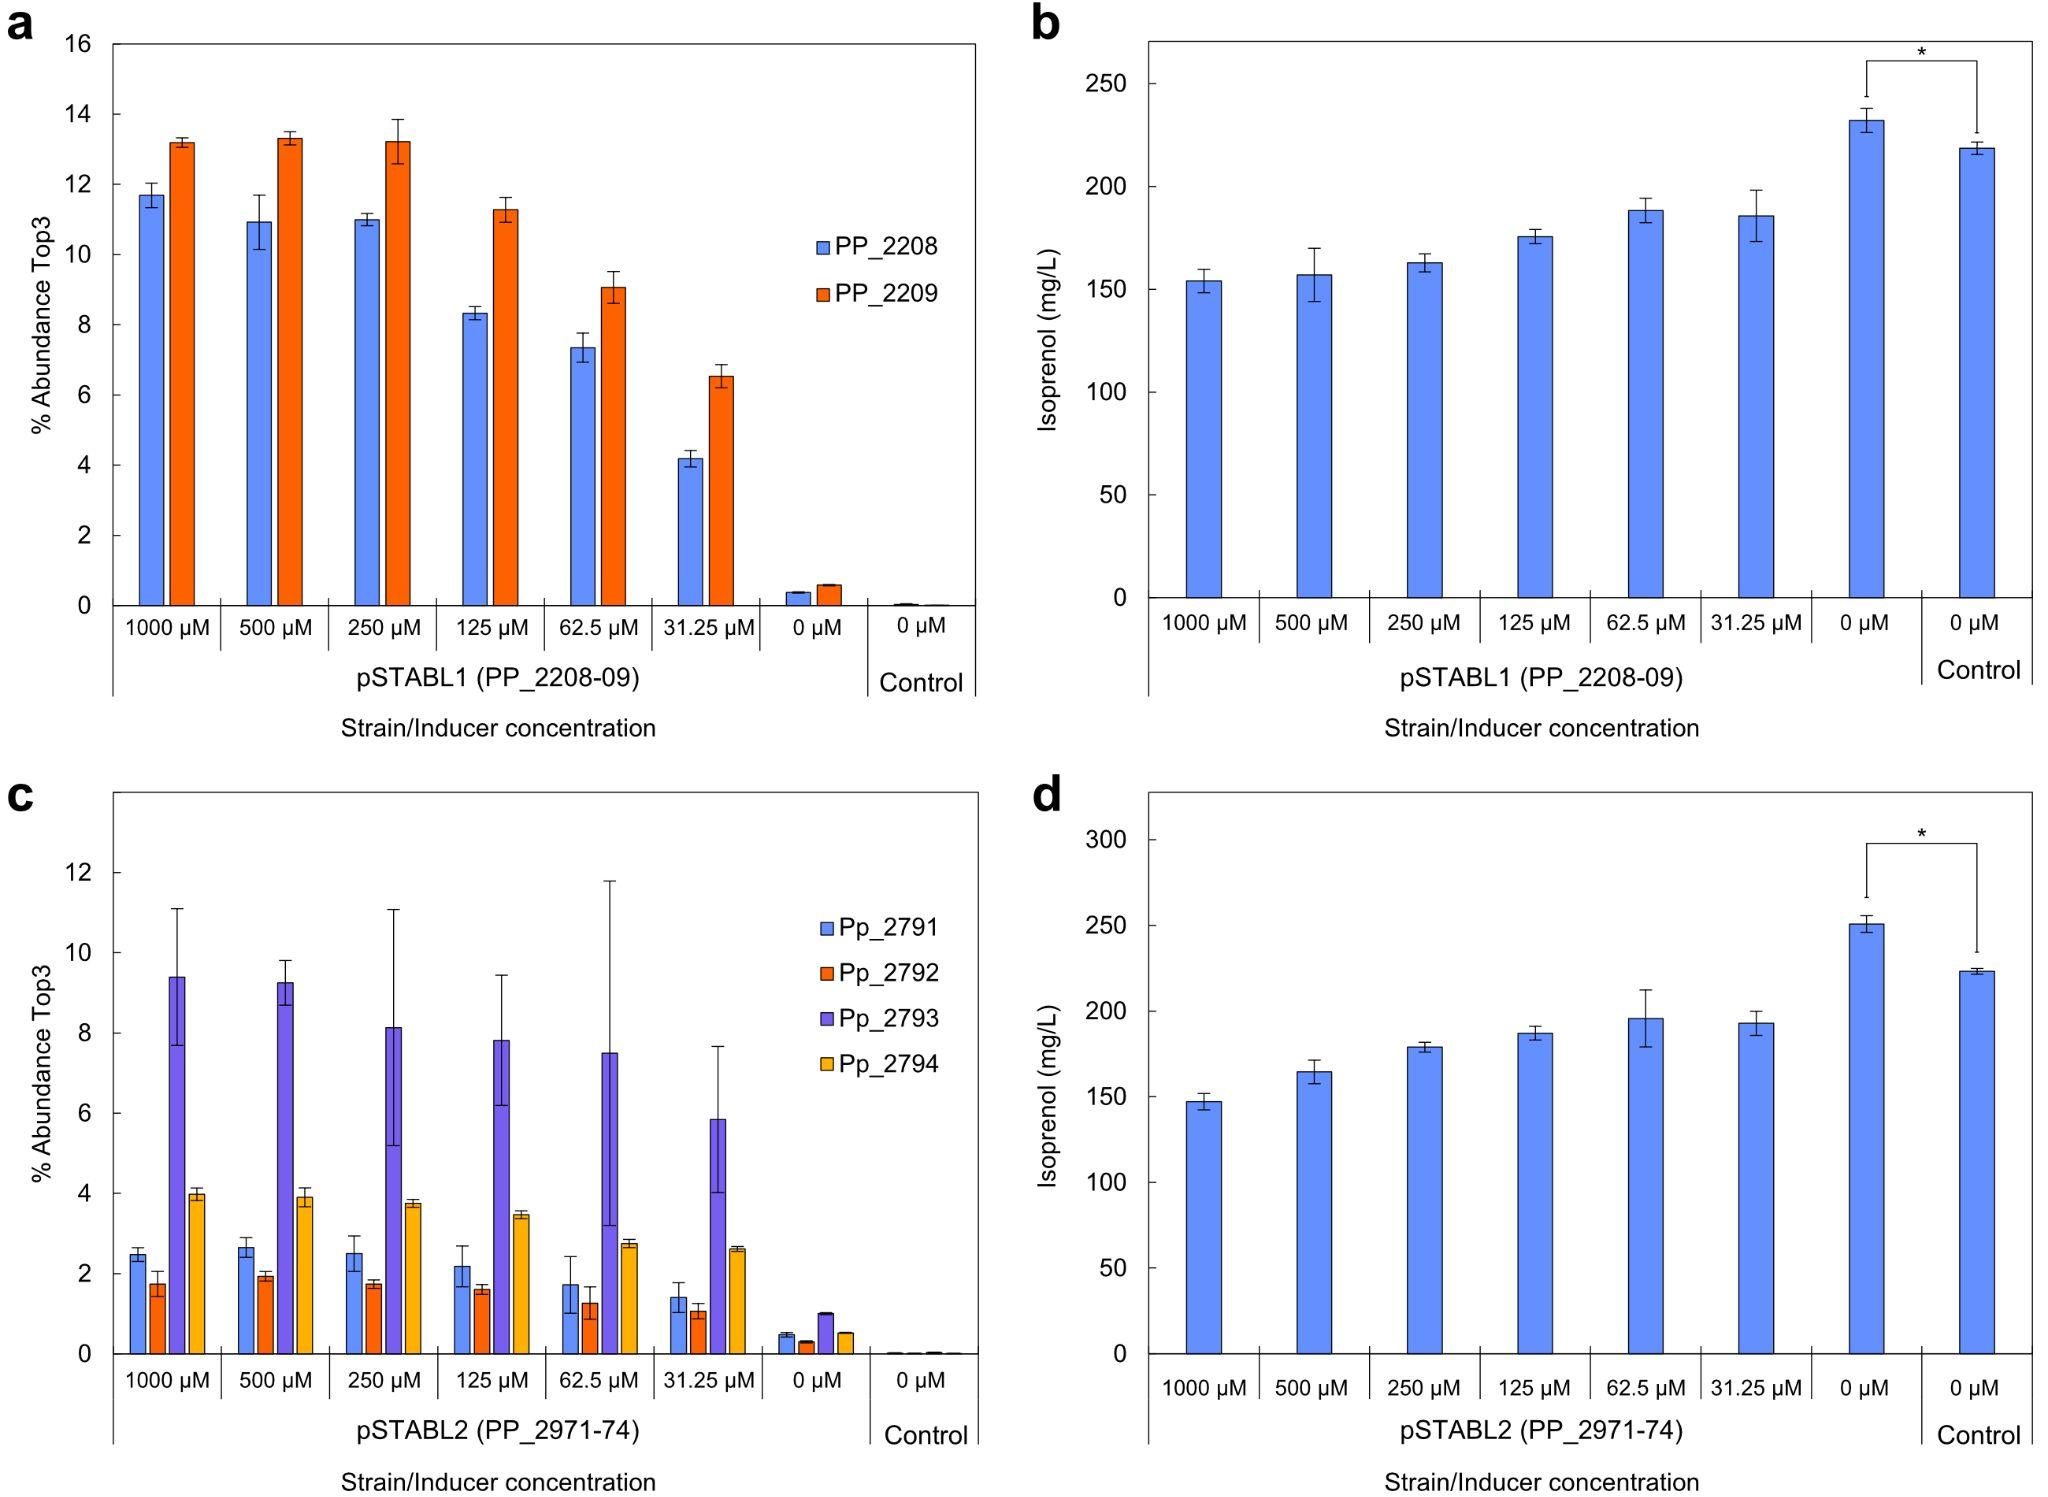 a
16
14
12
10
8
6
4
2
0
% Abundance Top3
PP_2208
PP_2209
1000 µM 500 µM 250 µM 125 µM 62.5 µM 31.25 µM 0 µM 0 µM
pSTABL1 (PP_2208-09) Control
Strain/Inducer concentration
b
250
200
150
100
50
0
Isoprenol (mg/L)
*
1000 µM 500 µM 250 µM 125 µM 62.5 µM 31.25 µM 0 µM 0 µM
pSTABL1 (PP_2208-09) Control
Strain/Inducer concentration
c
12
10
8
6
4
2
0
% Abundance Top3
Pp_2791
Pp_2792
Pp_2793
Pp_2794
1000 µM 500 µM 250 µM 125 µM 62.5 µM 31.25 µM 0 µM 0 µM
pSTABL2 (PP_2971-74) Control
Strain/Inducer concentration
d
300
250
200
150
100
50
0
Isoprenol (mg/L)
*
1000 µM 500 µM 250 µM 125 µM 62.5 µM 31.25 µM 0 µM 0 µM
pSTABL2 (PP_2971-74) Control
Strain/Inducer concentration